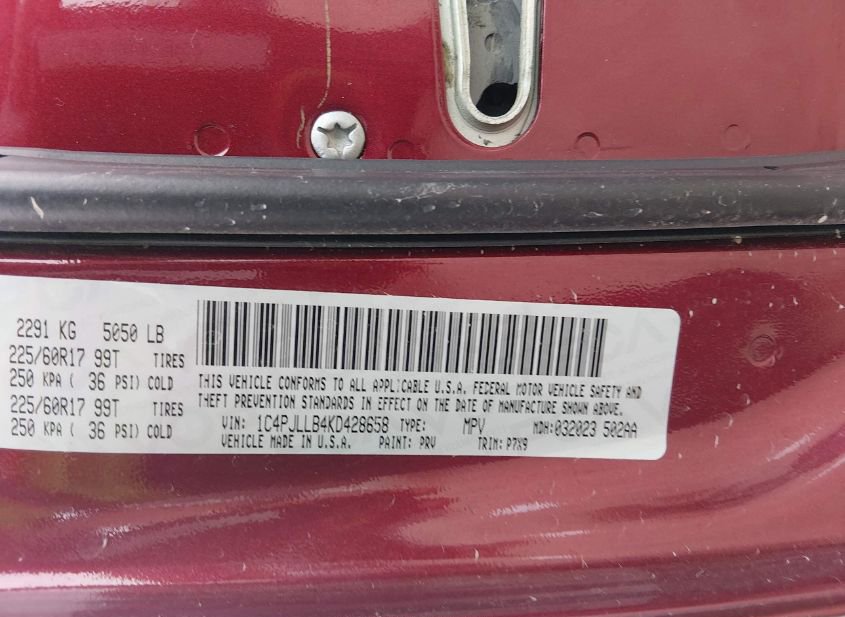 2291 KG 5050 LB
225/60R17 99T TIRES
250 KPA ( 36 PSI) COLD
225/60R17 99T TIRES
250 KPA ( 36 PSI) COLD
THIS VEHICLE CONFORMS TO ALL APPLICABLE U.S.A. FEDERAL MOTOR VEHICLE SAFETY AND
THEFT PREVENTION STANDARDS IN EFFECT ON THE DATE OF MANUFACTURE SHOWN ABOVE.
VIN: 1C4PJLLB4KD428658 TYPE: MPV MDH:032023 502AA
VEHICLE MADE IN U.S.A. PAINT: PRV TRIM: P7X9